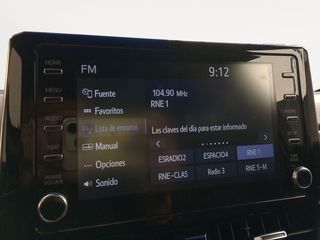 HOME
MENU
AUDIO
MAP
POWER
VOLUME
FM
9:12
Fuente
Favoritos
Lista de emisoras
Manual
Opciones
Sonido
104.90 MHz
RNE 1
Las claves del día para estar informado
ESRADIO2
ESPACIO4
RNE 1
RNE-CLAS
Radio 3
RNE 5-M